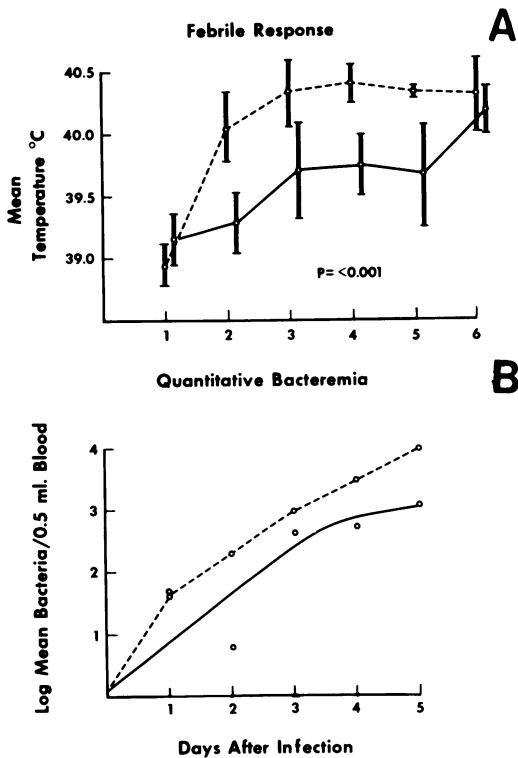 A
Febrile Response
Mean
Temperature °C
40.5
40.0
39.5
39.0
P= <0.001
1 2 3 4 5 6
B
Quantitative Bacteremia
Log Mean Bacteria/0.5 ml. Blood
4
3
2
1
1 2 3 4 5
Days After Infection